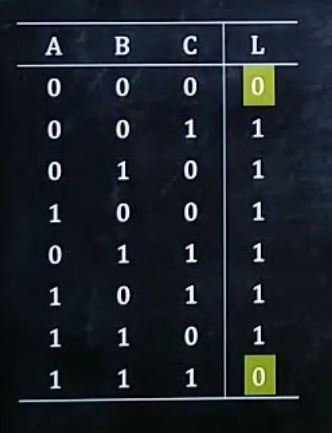 A B C L
0 0 0 0
0 0 1 1
0 1 0 1
1 0 0 1
0 1 1 1
1 0 1 1
1 1 0 1
1 1 1 0